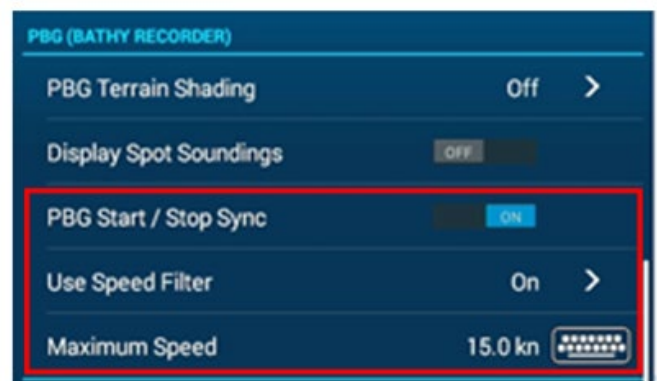 PBG (BATHY RECORDER)
PBG Terrain Shading Off >
Display Spot Soundings OFF
PBG Start / Stop Sync ON
Use Speed Filter On >
Maximum Speed 15.0 kn